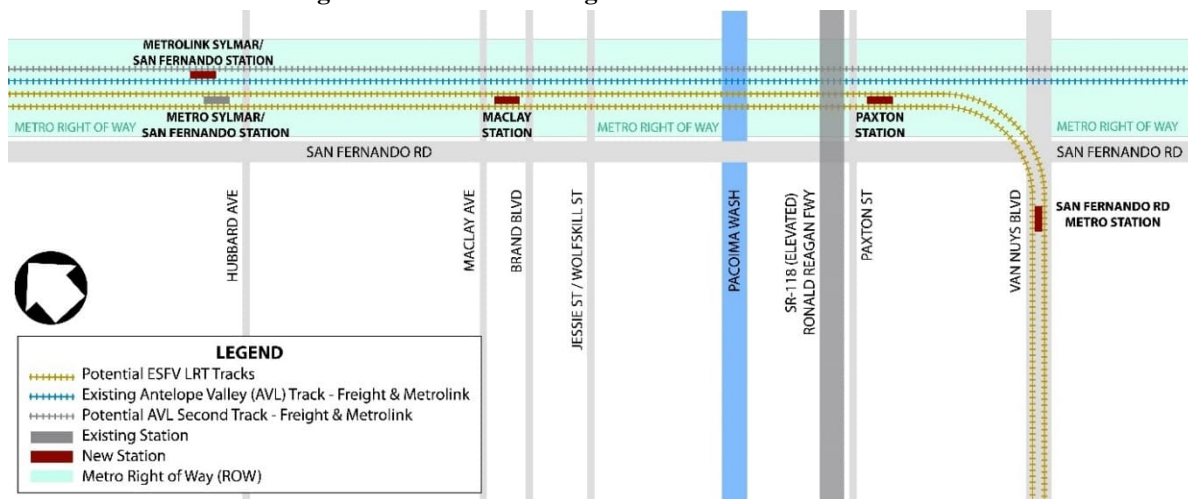 METROLINK SYLMAR/
SAN FERNANDO STATION
METRO SYLMAR/
SAN FERNANDO STATION
MACLAY
STATION
PAXTON
STATION
METRO RIGHT OF WAY
METRO RIGHT OF WAY
METRO RIGHT OF WAY
SAN FERNANDO RD
SAN FERNANDO RD
SAN FERNANDO RD
METRO STATION
HUBBARD AVE
MACLAY AVE
BRAND BLVD
JESSIE ST / WOLFSKILL ST
PACOIMA WASH
SR-118 (ELEVATED)
RONALD REAGAN FWY
PAXTON ST
VAN NUYS BLVD
LEGEND
Potential ESFV LRT Tracks
Existing Antelope Valley (AVL) Track - Freight & Metrolink
Potential AVL Second Track - Freight & Metrolink
Existing Station
New Station
Metro Right of Way (ROW)